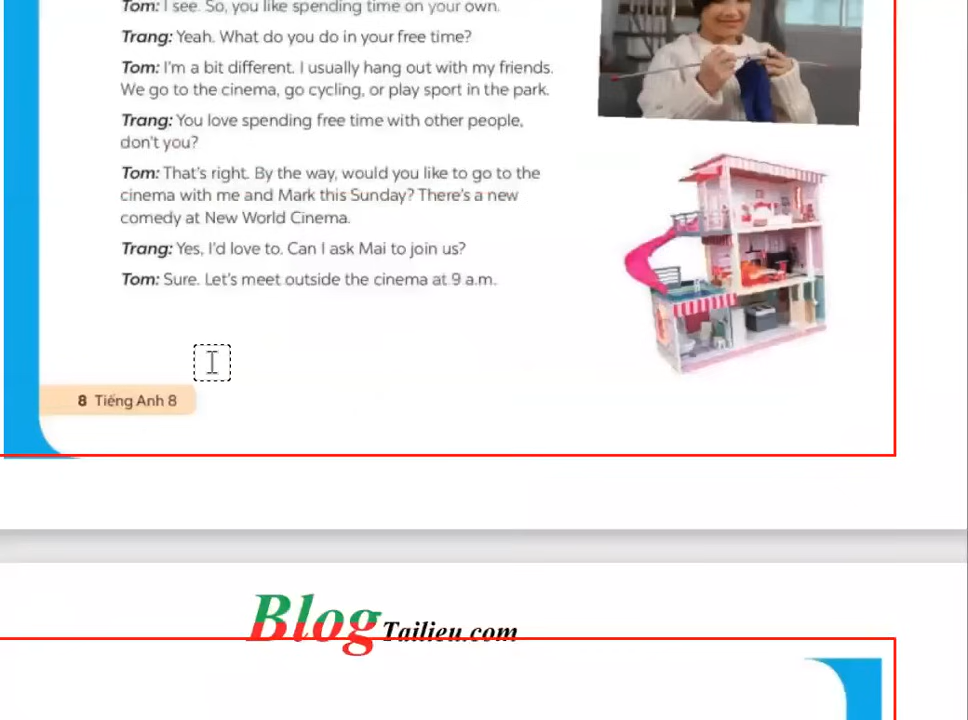 Tom: I see. So, you like spending time on your own.
Trang: Yeah. What do you do in your free time?
Tom: I'm a bit different. I usually hang out with my friends.
We go to the cinema, go cycling, or play sport in the park.
Trang: You love spending free time with other people,
don't you?
Tom: That's right. By the way, would you like to go to the
cinema with me and Mark this Sunday? There's a new
comedy at New World Cinema.
Trang: Yes, I'd love to. Can I ask Mai to join us?
Tom: Sure. Let's meet outside the cinema at 9 a.m.
8 Tiếng Anh 8
Blog Tailieu.com